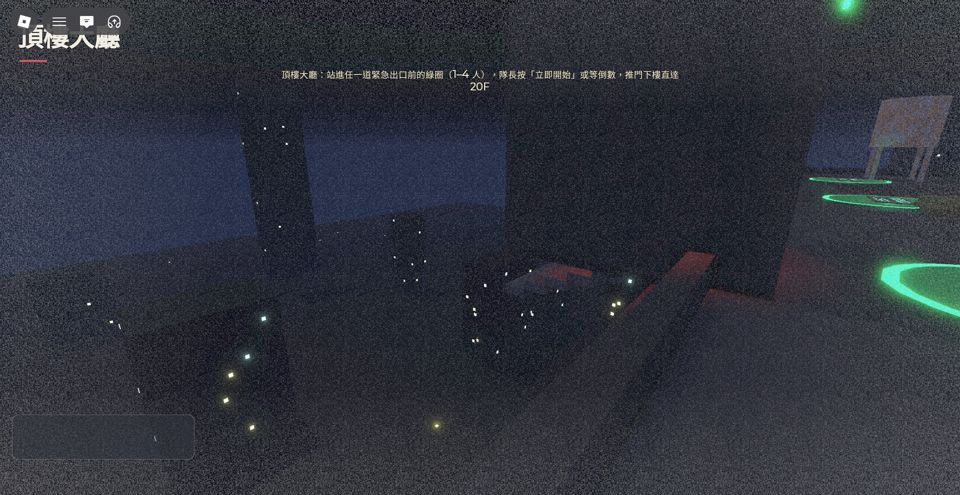 頂樓大廳
頂樓大廳：站進任一道緊急出口前的綠圈（1–4 人），隊長按「立即開始」或等倒數，推門下樓直達
20F